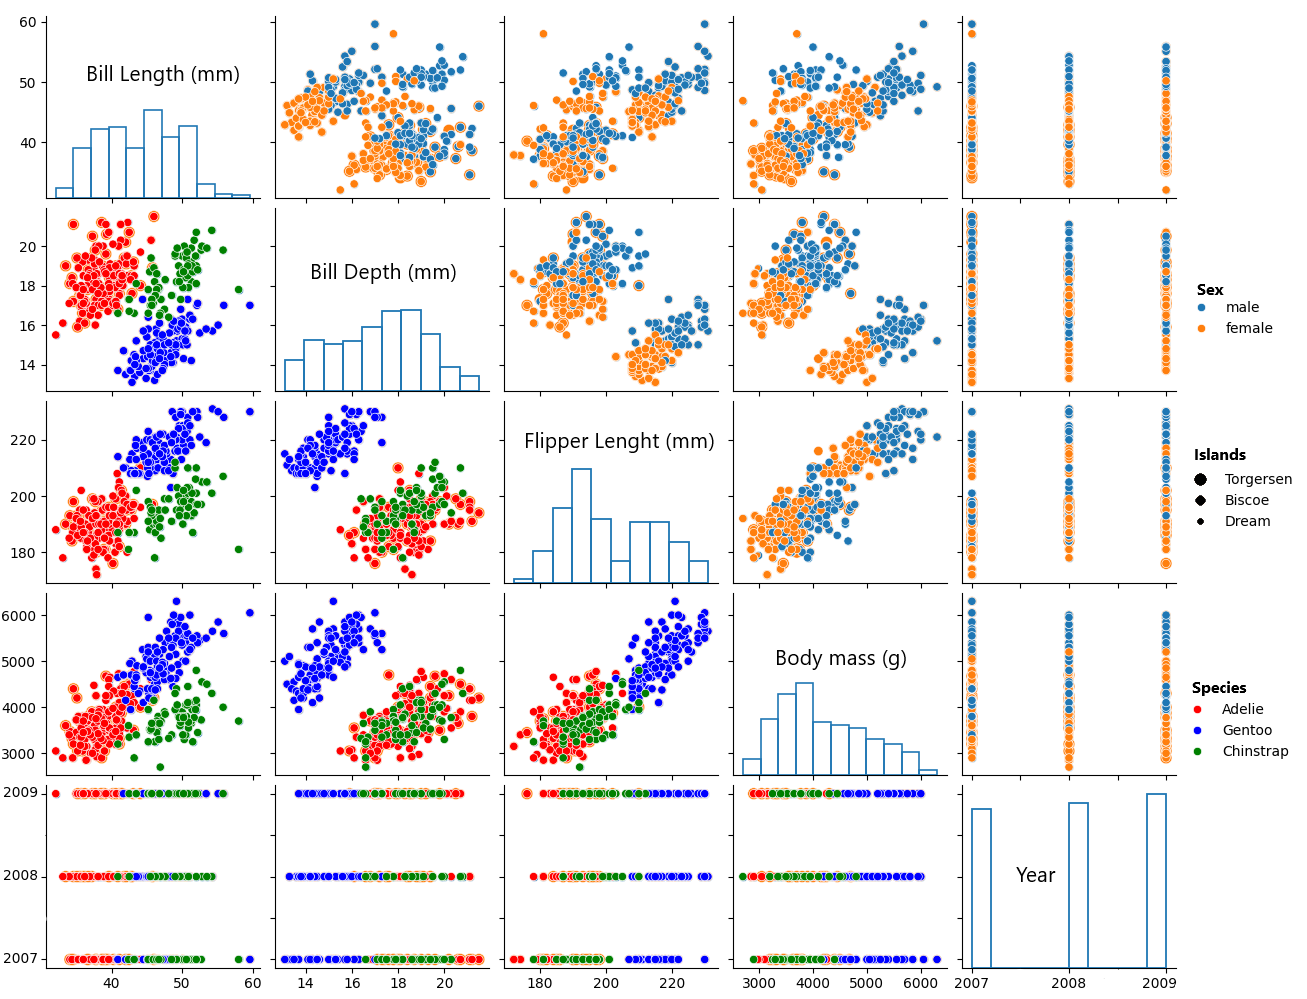 60
50
40
Bill Length (mm)
20
18
16
14
Bill Depth (mm)
Sex
male
female
220
200
180
Flipper Lenght (mm)
Islands
Torgersen
Biscoe
Dream
6000
5000
4000
3000
Body mass (g)
Species
Adelie
Gentoo
Chinstrap
2009
2008
2007
Year
40 50 60 14 16 18 20 180 200 220 3000 4000 5000 6000 2007 2008 2009